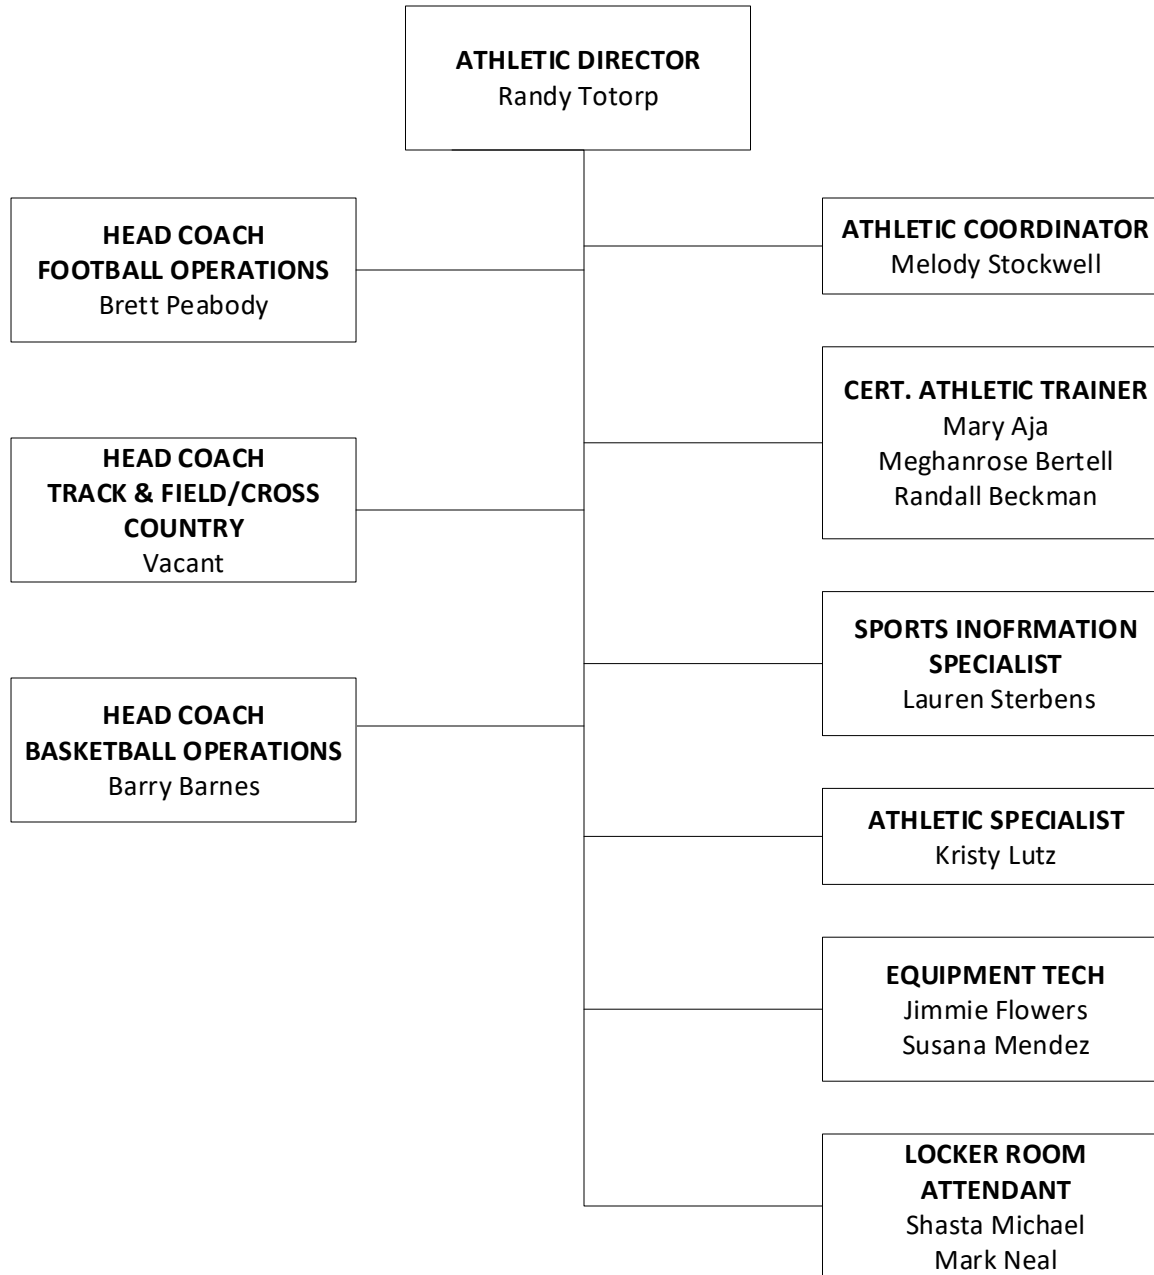 ATHLETIC DIRECTOR
Randy Totorp
HEAD COACH
FOOTBALL OPERATIONS
Brett Peabody
ATHLETIC COORDINATOR
Melody Stockwell
CERT. ATHLETIC TRAINER
Mary Aja
Meghanrose Bertell
Randall Beckman
HEAD COACH
TRACK & FIELD/CROSS
COUNTRY
Vacant
SPORTS INOFRMATION
SPECIALIST
Lauren Sterbens
HEAD COACH
BASKETBALL OPERATIONS
Barry Barnes
ATHLETIC SPECIALIST
Kristy Lutz
EQUIPMENT TECH
Jimmie Flowers
Susana Mendez
LOCKER ROOM
ATTENDANT
Shasta Michael
Mark Neal